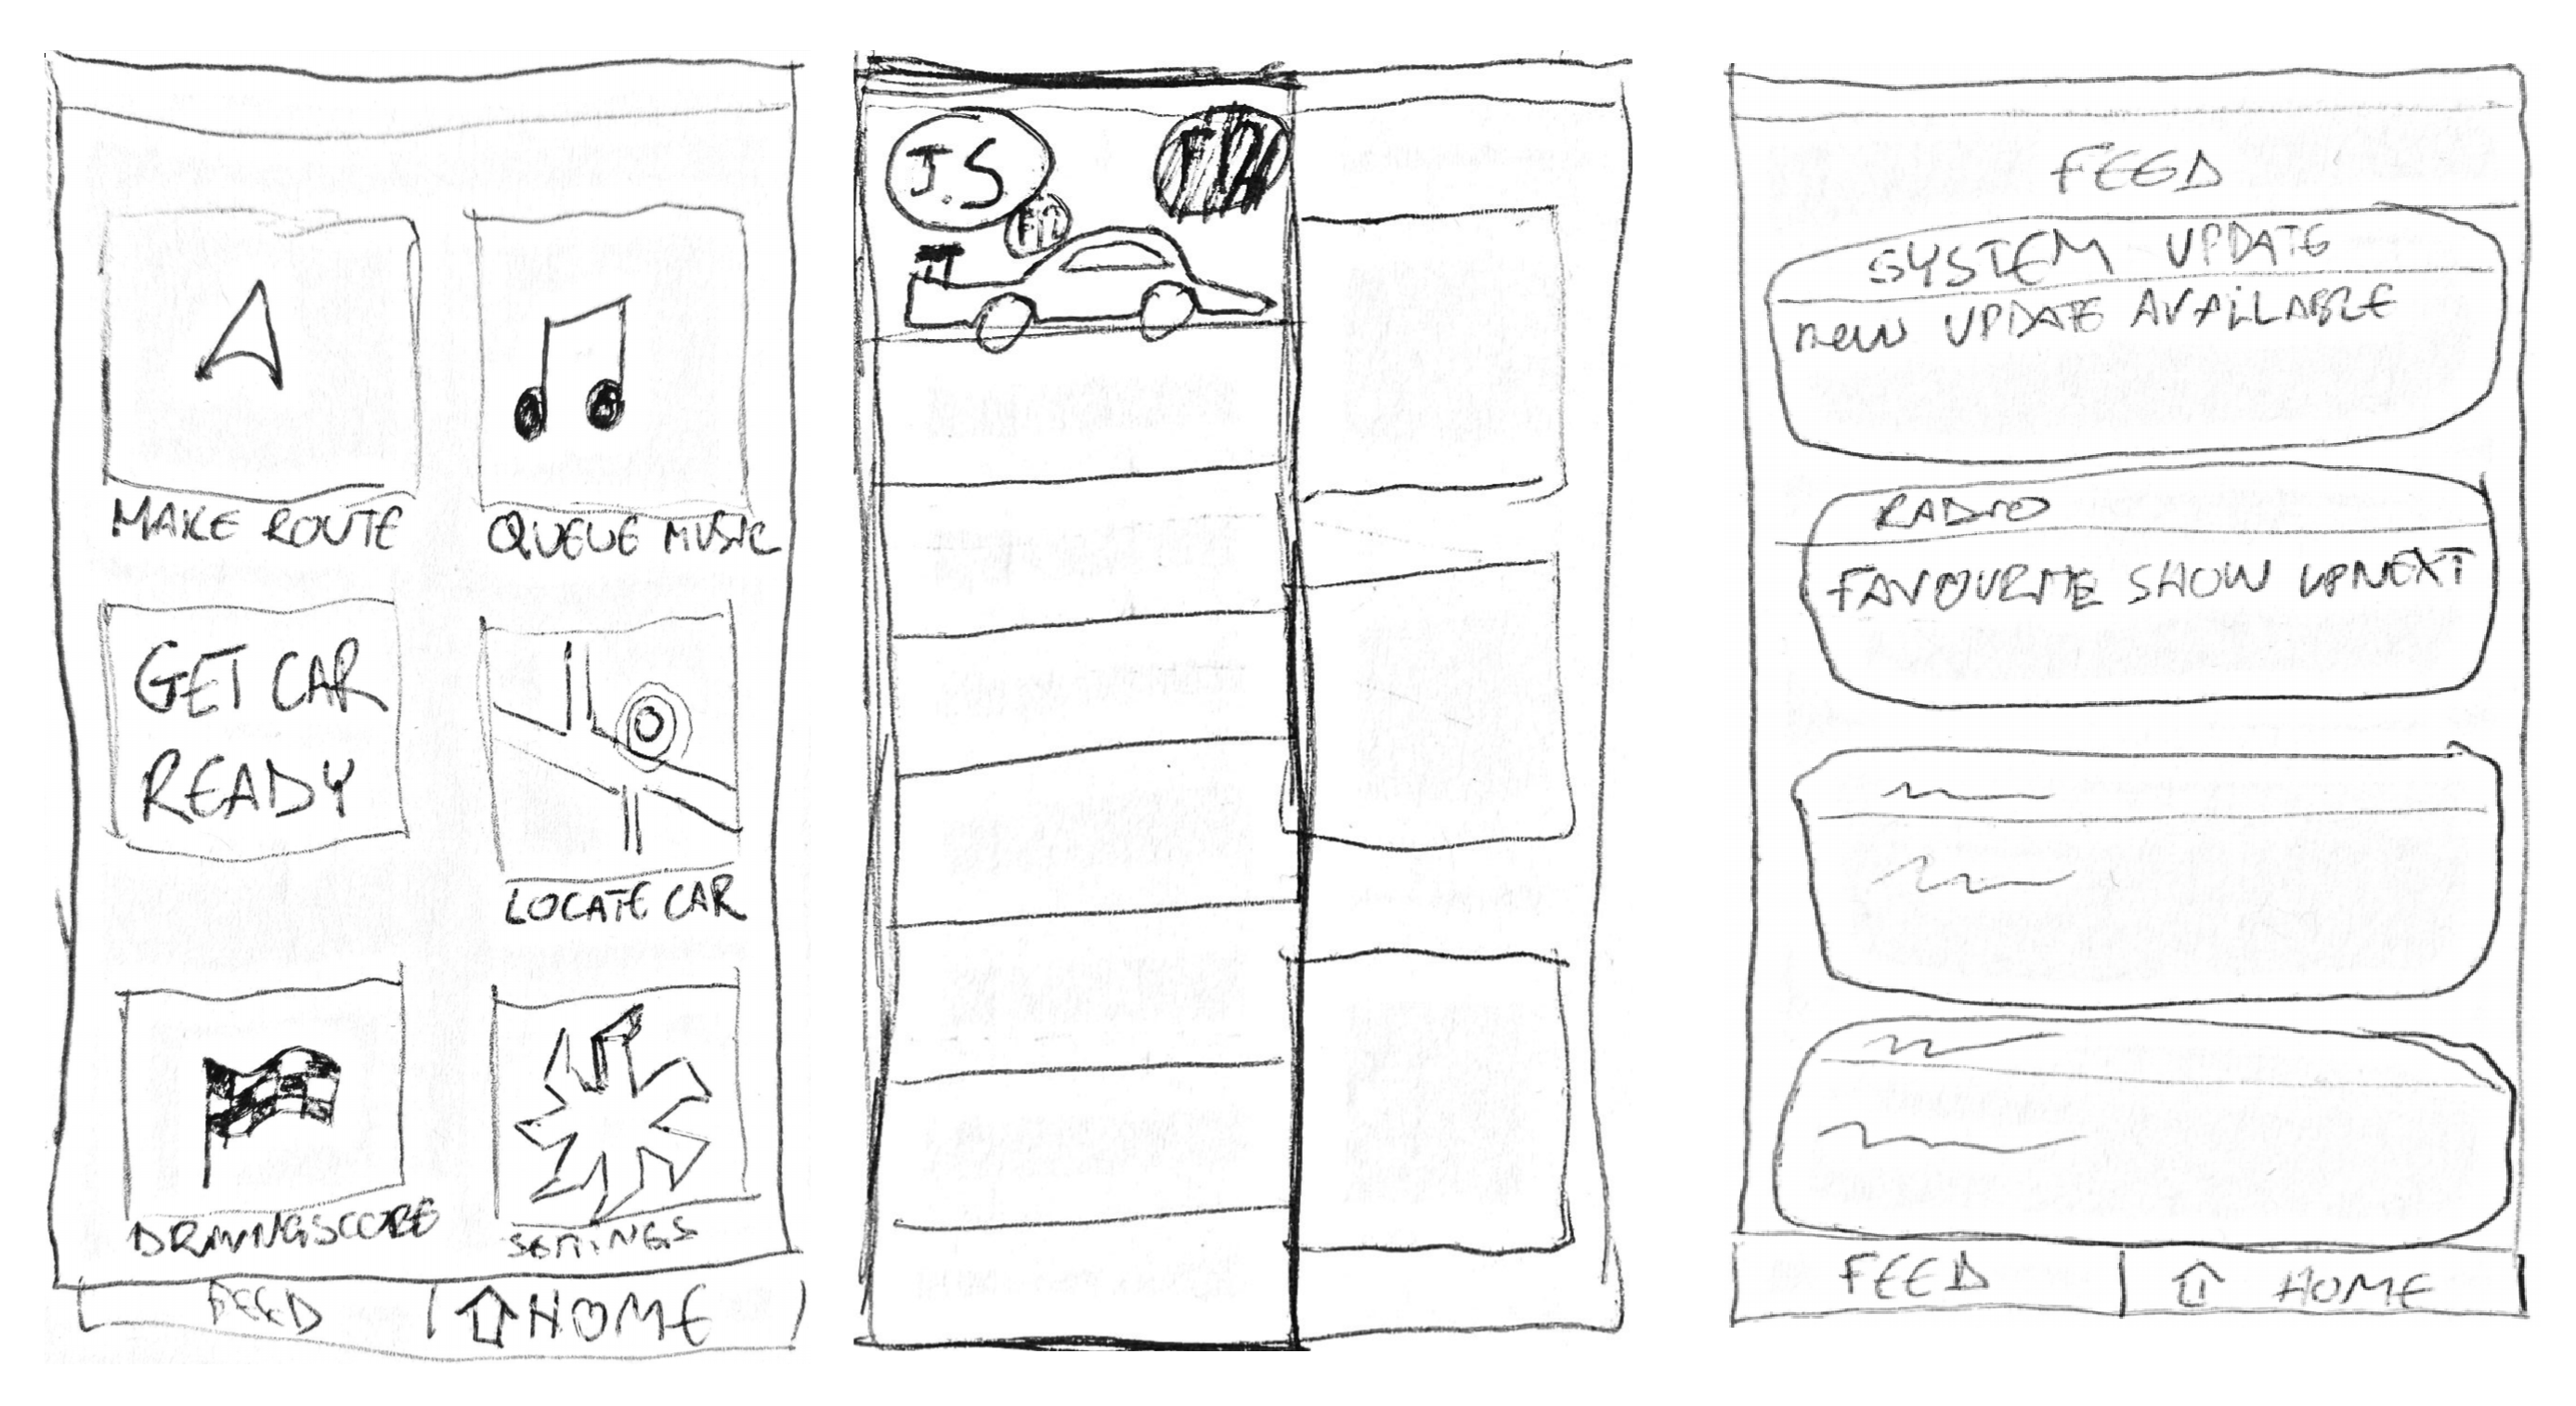 MAKE ROUTE
QUEUE MUSIC
GET CAR
READY
LOCATE CAR
DRIVINGSCORE
SETTINGS
FEED
HOME
J.S
FEED
SYSTEM UPDATE
new UPDATE AVAILABLE
RADIO
FAVOURITE SHOW UPNEXT
FEED
HOME